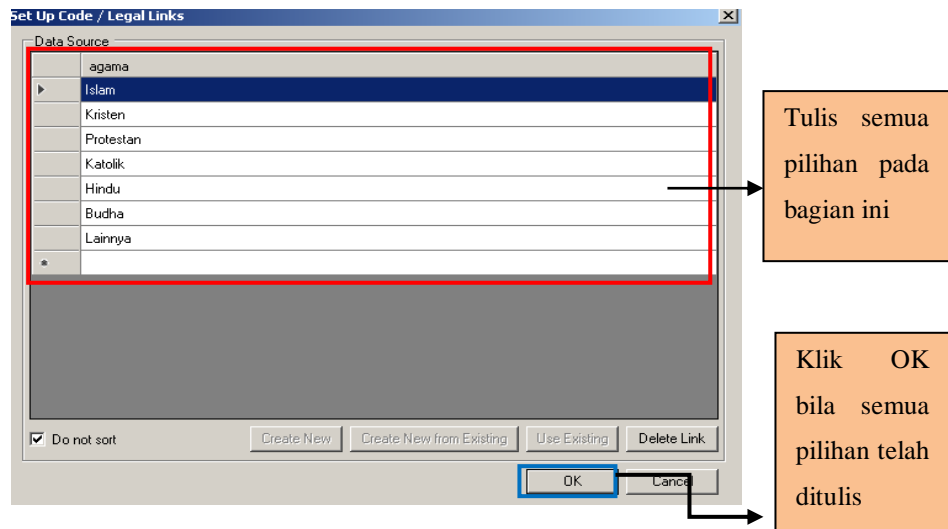 Set Up Code / Legal Links
Data Source
agama
Islam
Kristen
Protestan
Katolik
Hindu
Budha
Lainnya
*
Do not sort
Create New
Create New from Existing
Use Existing
Delete Link
OK
Cancel
Tulis semua
pilihan pada
bagian ini
Klik OK
bila semua
pilihan telah
ditulis